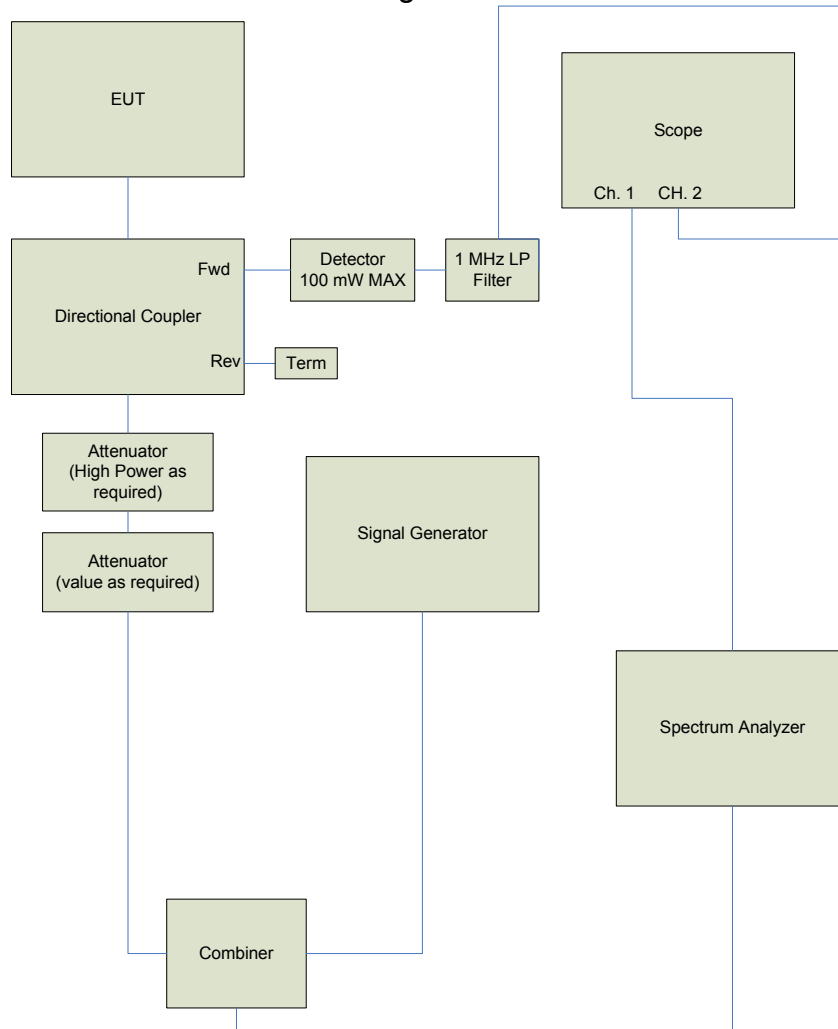 EUT
Scope
Ch. 1 CH. 2
Fwd
Detector
100 mW MAX
1 MHz LP
Filter
Directional Coupler
Rev
Term
Attenuator
(High Power as
required)
Signal Generator
Attenuator
(value as required)
Spectrum Analyzer
Combiner